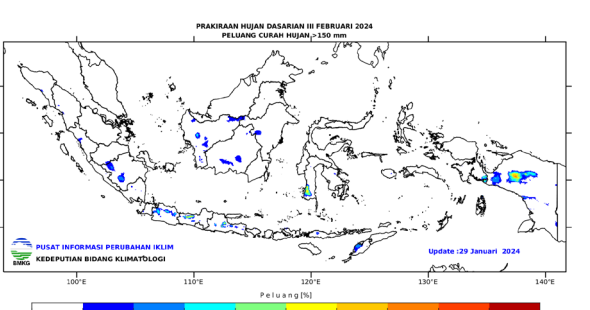 PRAKIRAAN HUJAN DASARIAN III FEBRUARI 2024
PELUANG CURAH HUJAN >150 mm
PUSAT INFORMASI PERUBAHAN IKLIM
KEDEPUTIAN BIDANG KLIMATOLOGI
BMKG
Update :29 Januari 2024
100°E 110°E 120°E 130°E 140°E
Peluang [%]